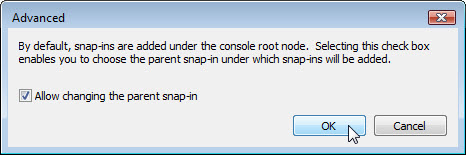 Advanced
By default, snap-ins are added under the console root node.  Selecting this check box
enables you to choose the parent snap-in under which snap-ins will be added.
Allow changing the parent snap-in
OK
Cancel